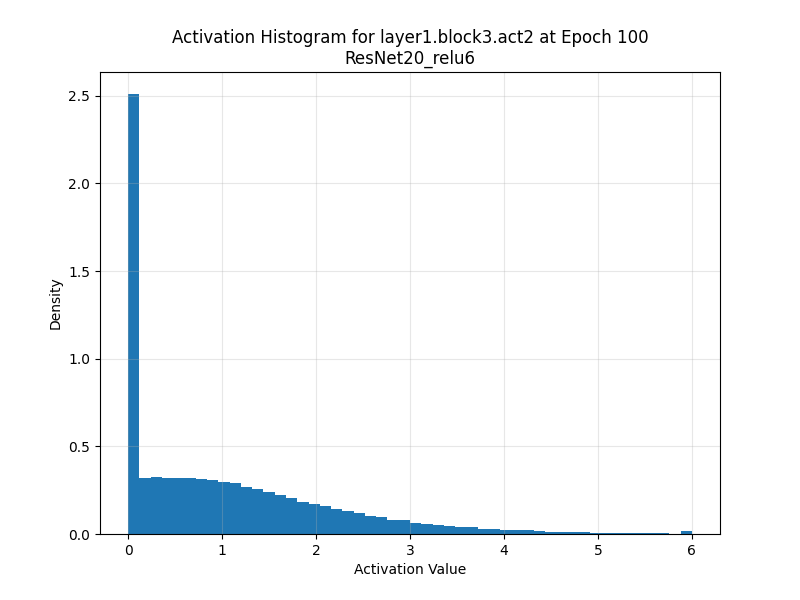 Activation Histogram for layer1.block3.act2 at Epoch 100
ResNet20_relu6
2.5
2.0
1.5
1.0
0.5
0.0
Density
0 1 2 3 4 5 6
Activation Value